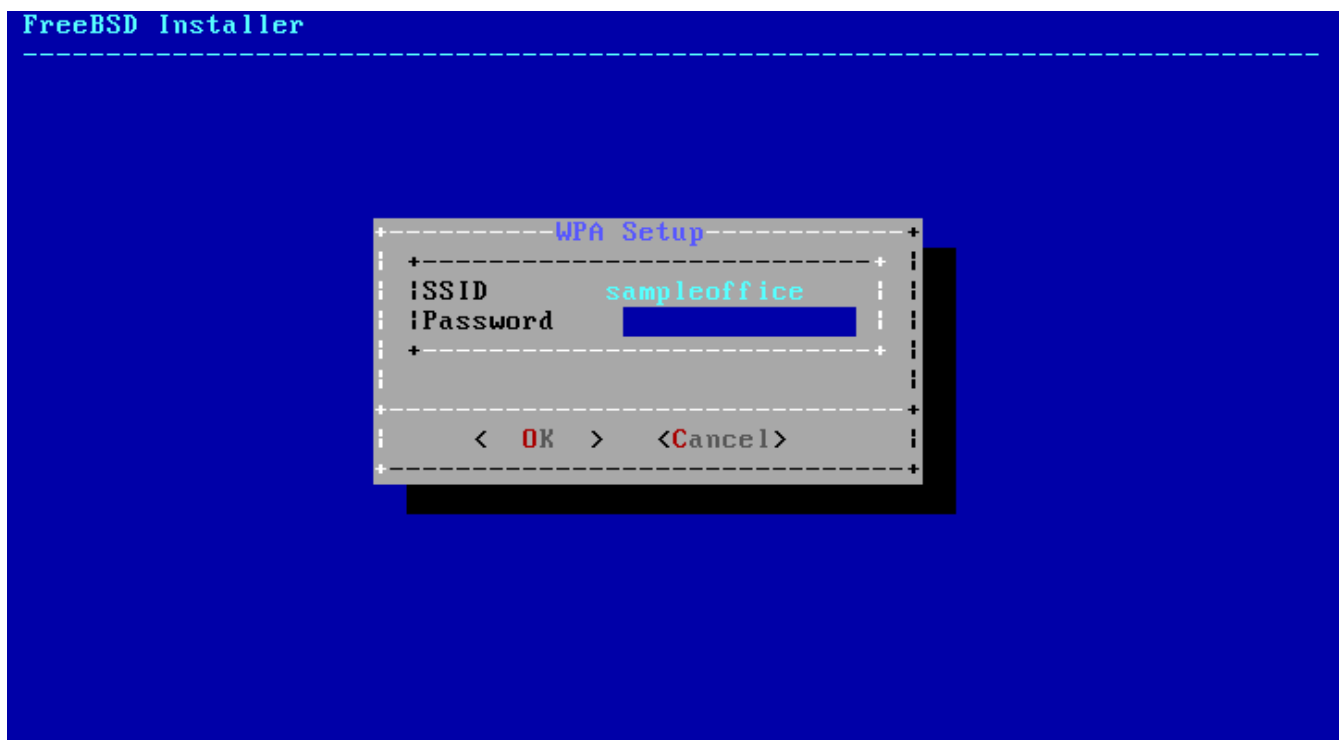 FreeBSD Installer
WPA Setup
SSID sampleoffice
Password
< OK > <Cancel>